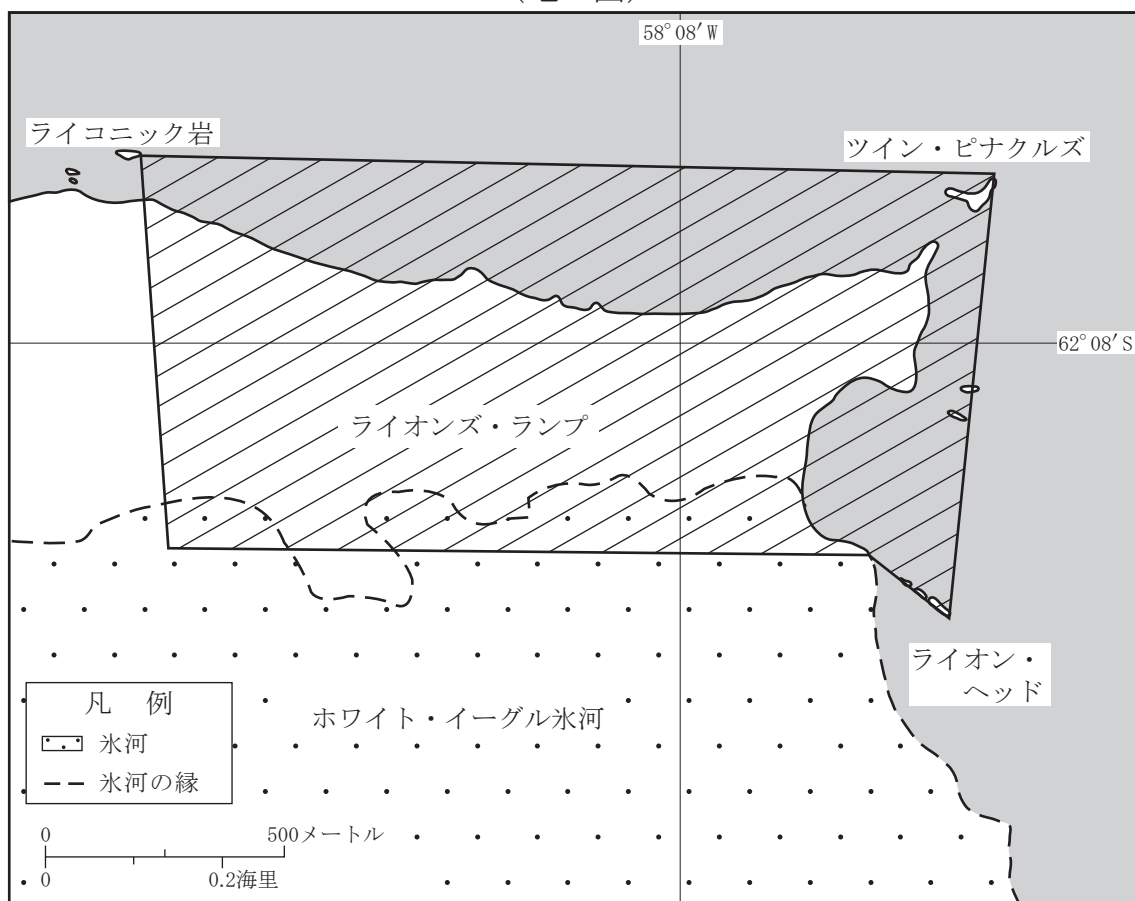 58°08′W
ライコニック岩
ツイン・ピナクルズ
62°08′S
ライオンズ・ランプ
ライオン・
ヘッド
ホワイト・イーグル氷河
凡 例
氷河
氷河の縁
0 500メートル
0 0.2海里